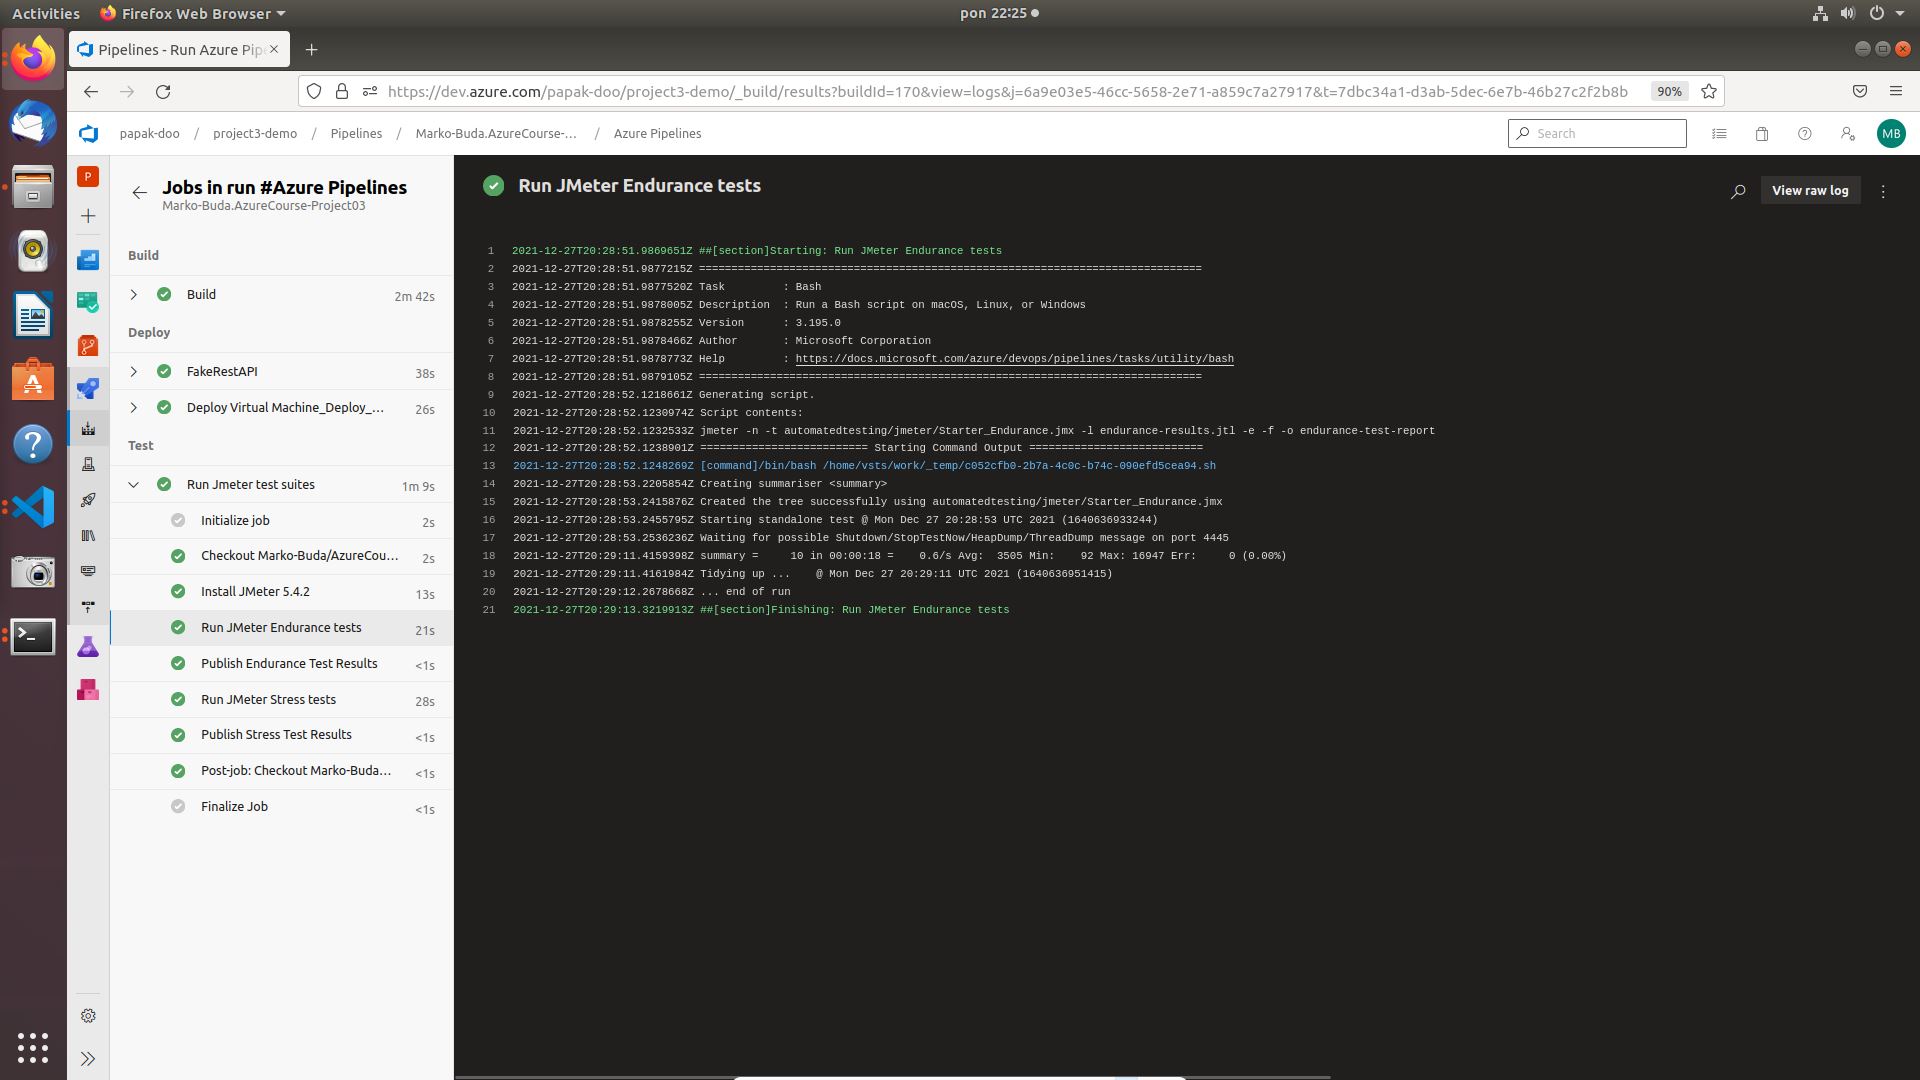 Activities
Firefox Web Browser
pon 22:25
Pipelines - Run Azure Pip
https://dev.azure.com/papak-doo/project3-demo/_build/results?buildId=170&view=logs&j=6a9e03e5-46cc-5658-2e71-a859c7a27917&t=7dbc34a1-d3ab-5dec-6e7b-46b27c2f2b8b
90%
papak-doo / project3-demo / Pipelines / Marko-Buda.AzureCourse-... / Azure Pipelines
Search
MB
P
Jobs in run #Azure Pipelines
Marko-Buda.AzureCourse-Project03
Build
Build 2m 42s
Deploy
FakeRestAPI 38s
Deploy Virtual Machine_Deploy_... 26s
Test
Run Jmeter test suites 1m 9s
Initialize job 2s
Checkout Marko-Buda/AzureCou... 2s
Install JMeter 5.4.2 13s
Run JMeter Endurance tests 21s
Publish Endurance Test Results <1s
Run JMeter Stress tests 28s
Publish Stress Test Results <1s
Post-job: Checkout Marko-Buda... <1s
Finalize Job <1s
Run JMeter Endurance tests
View raw log
1 2021-12-27T20:28:51.9869651Z ##[section]Starting: Run JMeter Endurance tests
2 2021-12-27T20:28:51.9877215Z ==============================================================================
3 2021-12-27T20:28:51.9877520Z Task         : Bash
4 2021-12-27T20:28:51.9878005Z Description  : Run a Bash script on macOS, Linux, or Windows
5 2021-12-27T20:28:51.9878255Z Version      : 3.195.0
6 2021-12-27T20:28:51.9878466Z Author       : Microsoft Corporation
7 2021-12-27T20:28:51.9878773Z Help         : https://docs.microsoft.com/azure/devops/pipelines/tasks/utility/bash
8 2021-12-27T20:28:51.9879105Z ==============================================================================
9 2021-12-27T20:28:52.1218661Z Generating script.
10 2021-12-27T20:28:52.1230974Z Script contents:
11 2021-12-27T20:28:52.1232533Z jmeter -n -t automatedtesting/jmeter/Starter_Endurance.jmx -l endurance-results.jtl -e -f -o endurance-test-report
12 2021-12-27T20:28:52.1238901Z ========================== Starting Command Output ===========================
13 2021-12-27T20:28:52.1248269Z [command]/bin/bash /home/vsts/work/_temp/c052cfb0-2b7a-4c0c-b74c-090efd5cea94.sh
14 2021-12-27T20:28:53.2205854Z Creating summariser <summary>
15 2021-12-27T20:28:53.2415876Z Created the tree successfully using automatedtesting/jmeter/Starter_Endurance.jmx
16 2021-12-27T20:28:53.2455795Z Starting standalone test @ Mon Dec 27 20:28:53 UTC 2021 (1640636933244)
17 2021-12-27T20:28:53.2536236Z Waiting for possible Shutdown/StopTestNow/HeapDump/ThreadDump message on port 4445
18 2021-12-27T20:29:11.4159398Z summary =     10 in 00:00:18 =    0.6/s Avg:  3505 Min:    92 Max: 16947 Err:     0 (0.00%)
19 2021-12-27T20:29:11.4161984Z Tidying up ...    @ Mon Dec 27 20:29:11 UTC 2021 (1640636951415)
20 2021-12-27T20:29:12.2678668Z ... end of run
21 2021-12-27T20:29:13.3219913Z ##[section]Finishing: Run JMeter Endurance tests